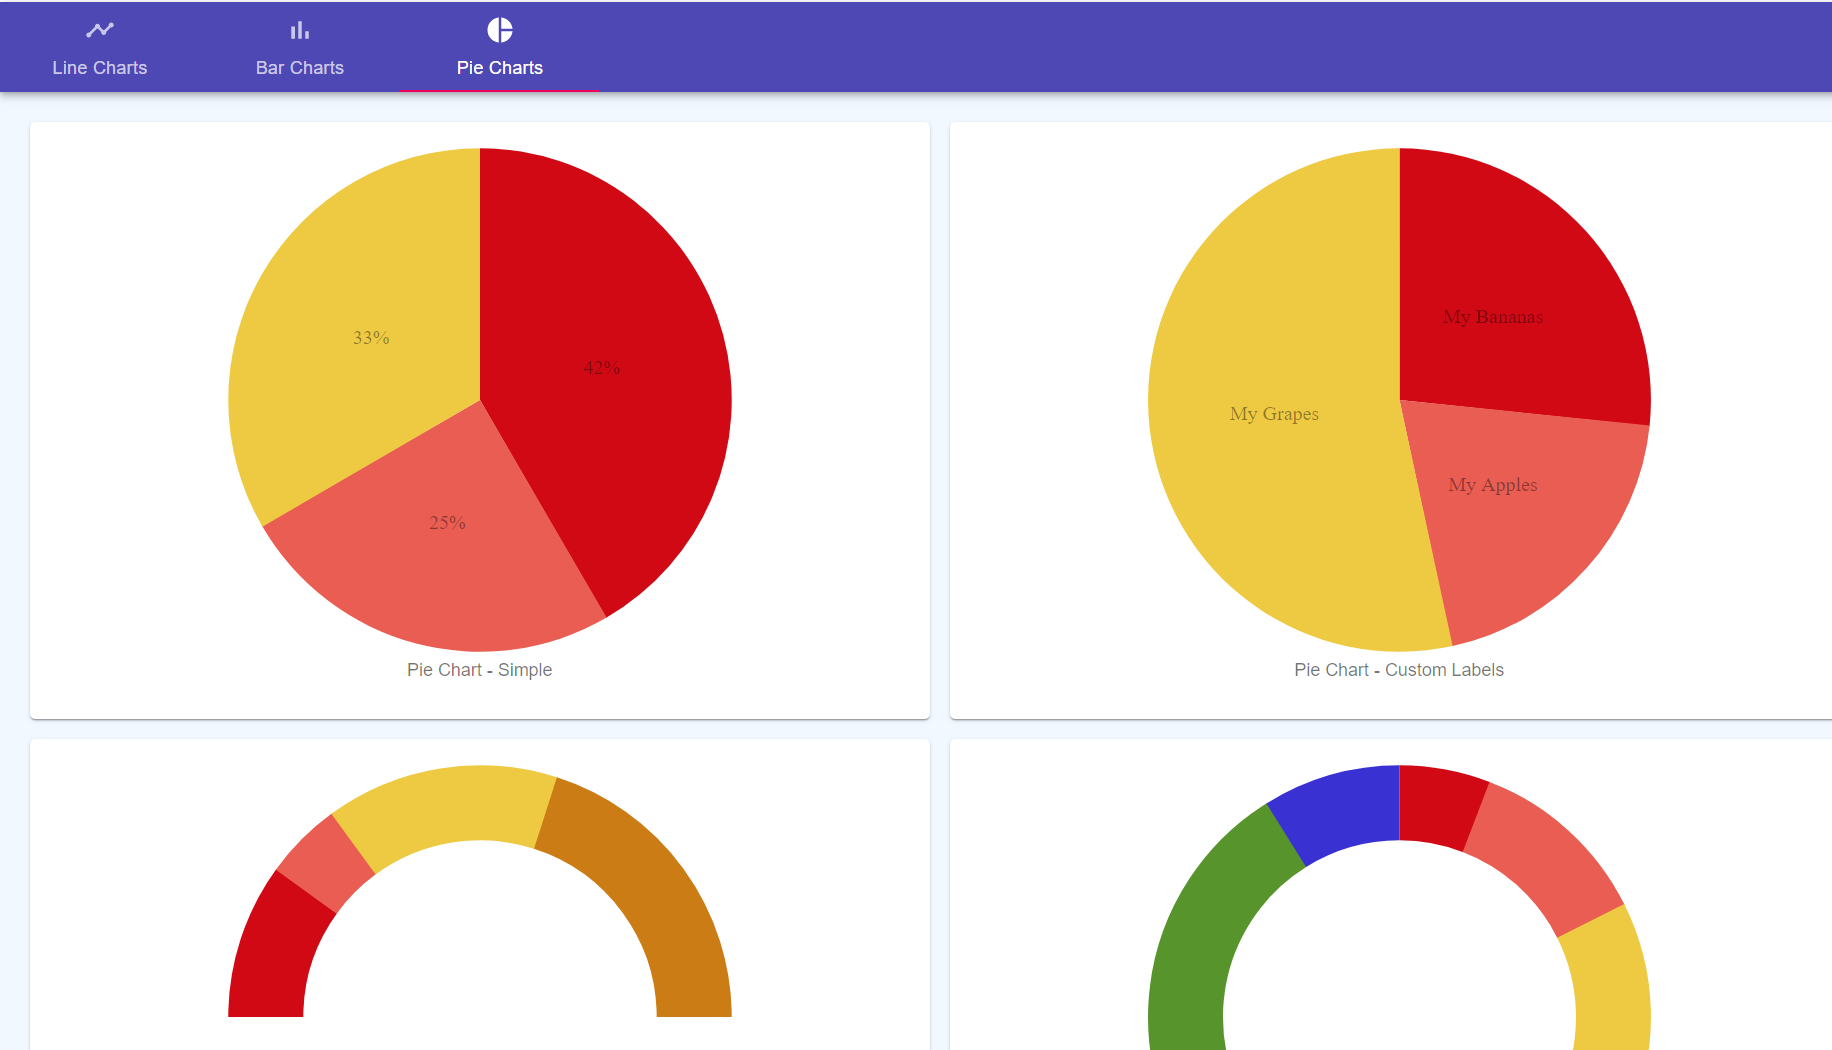 Line Charts
Bar Charts
Pie Charts
33%
42%
25%
Pie Chart - Simple
My Bananas
My Grapes
My Apples
Pie Chart - Custom Labels